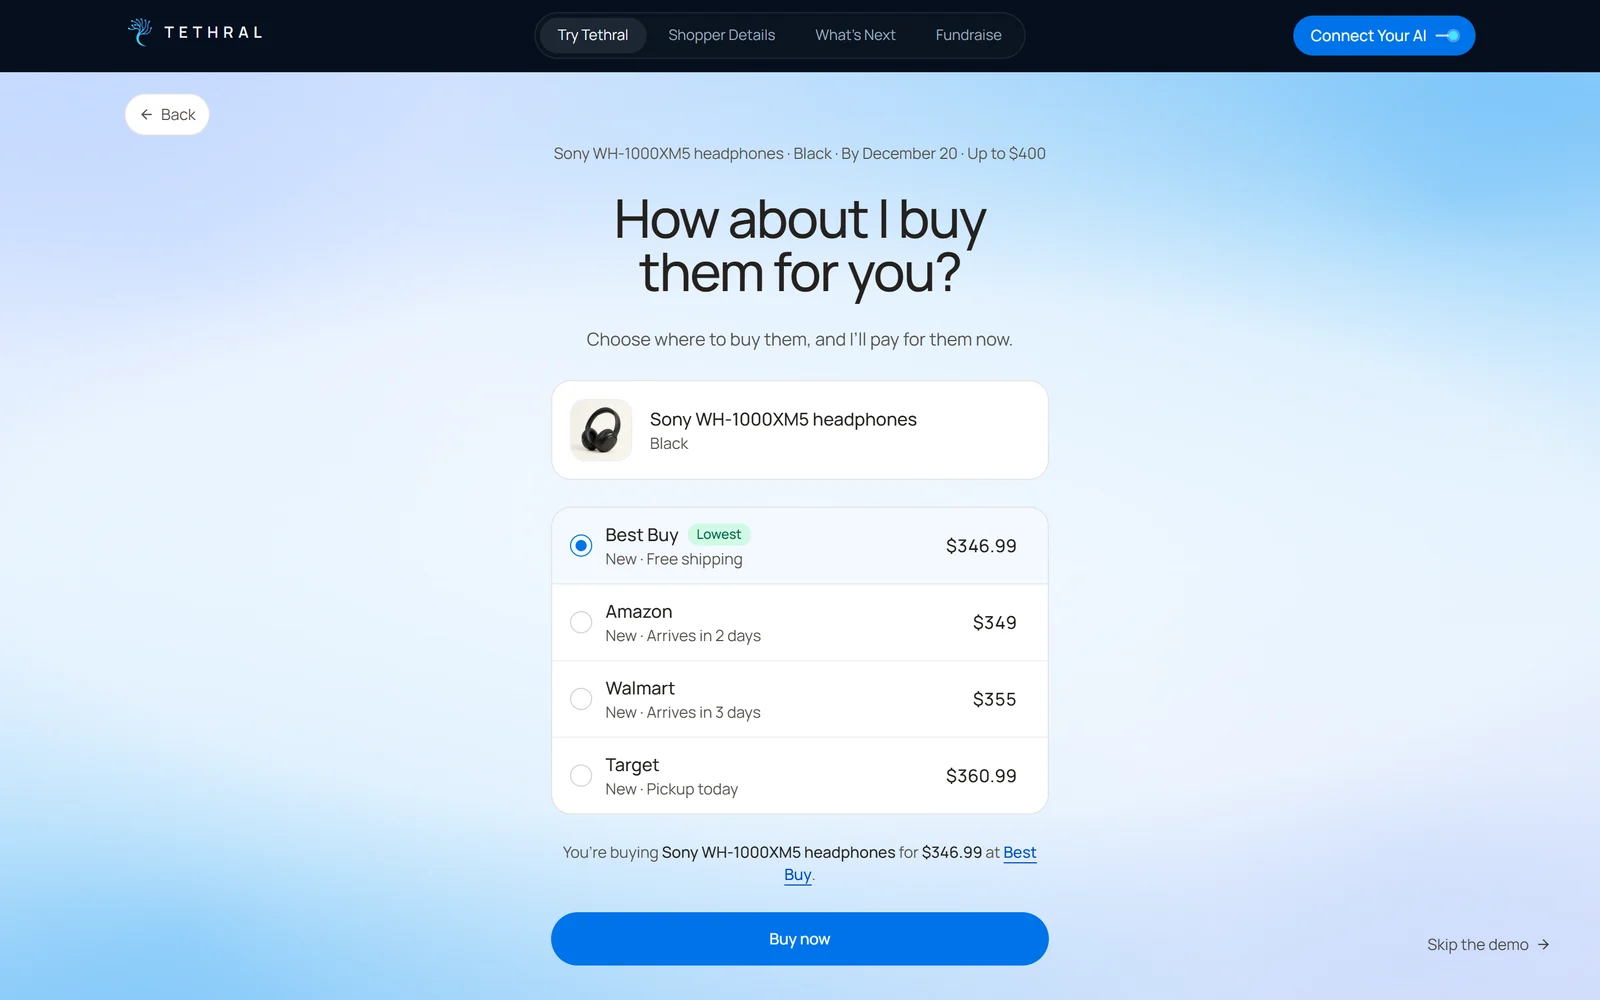 TETHRAL
Try Tethral
Shopper Details
What's Next
Fundraise
Connect Your AI
← Back
Sony WH-1000XM5 headphones · Black · By December 20 · Up to $400
How about I buy
them for you?
Choose where to buy them, and I'll pay for them now.
Sony WH-1000XM5 headphones
Black
Best Buy Lowest
New · Free shipping
$346.99
Amazon
New · Arrives in 2 days
$349
Walmart
New · Arrives in 3 days
$355
Target
New · Pickup today
$360.99
You're buying Sony WH-1000XM5 headphones for $346.99 at Best
Buy.
Buy now
Skip the demo →